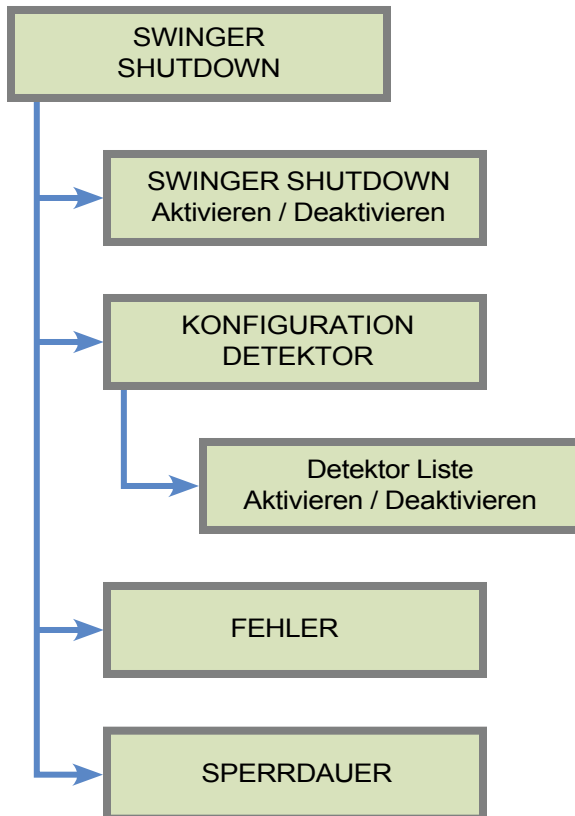 SWINGER
SHUTDOWN
SWINGER SHUTDOWN
Aktivieren / Deaktivieren
KONFIGURATION
DETEKTOR
Detektor Liste
Aktivieren / Deaktivieren
FEHLER
SPERRDAUER